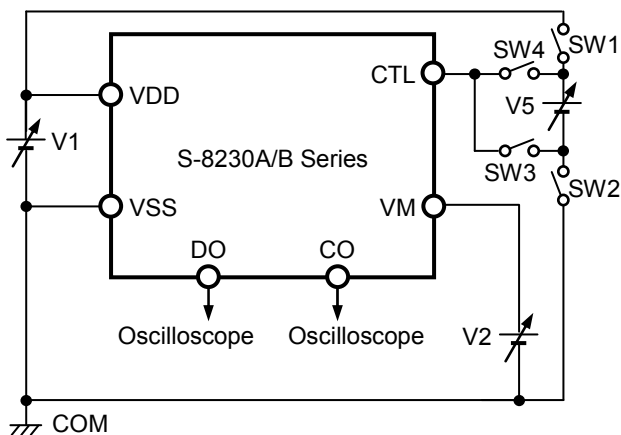 SW1
SW4
CTL
VDD
V5
V1
S-8230A/B Series
SW3
SW2
VSS
VM
DO
CO
Oscilloscope
Oscilloscope
V2
COM